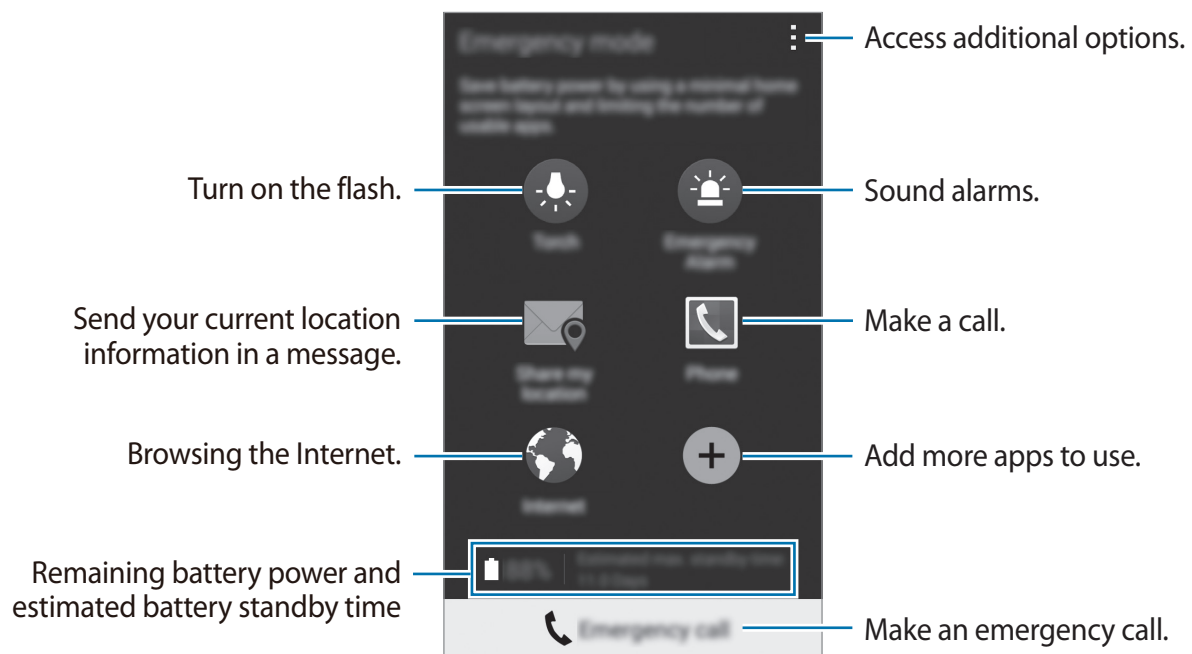 Emergency mode
Access additional options.
Save battery power by using a minimal home
screen layout and limiting the number of
usable apps.
Turn on the flash.
Sound alarms.
Torch
Emergency
Alarm
Send your current location
information in a message.
Make a call.
Share my
location
Phone
Browsing the Internet.
Add more apps to use.
Internet
Remaining battery power and
estimated battery standby time
Estimated max. standby time
Emergency call
Make an emergency call.